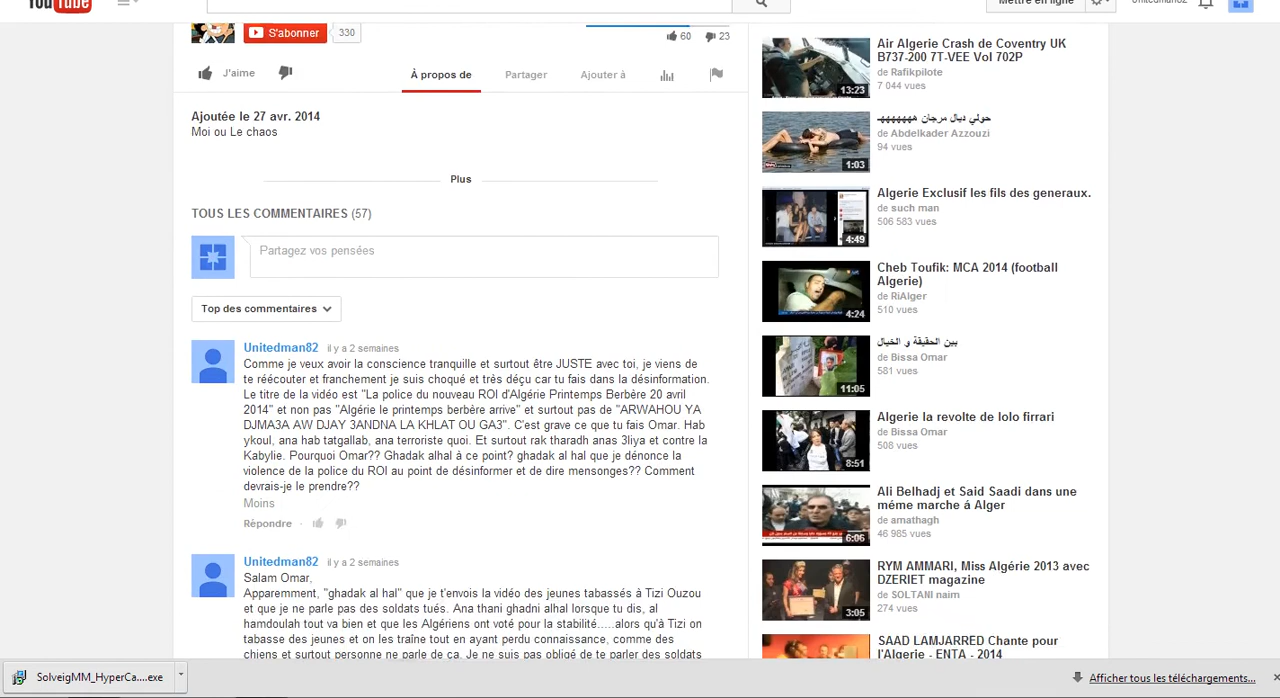 YouTube
Mettre en ligne
Unitedman82
S'abonner
330
60
23
J'aime
À propos de
Partager
Ajouter à
Ajoutée le 27 avr. 2014
Moi ou Le chaos
Plus
TOUS LES COMMENTAIRES (57)
Partagez vos pensées
Top des commentaires
Unitedman82 il y a 2 semaines
Comme je veux avoir la conscience tranquille et surtout être JUSTE avec toi, je viens de
te réécouter et franchement je suis choqué et très déçu car tu fais dans la désinformation.
Le titre de la vidéo est "La police du nouveau ROI d'Algérie Printemps Berbère 20 avril
2014" et non pas "Algérie le printemps berbère arrive" et surtout pas de "ARWAHOU YA
DJMA3A AW DJAY 3ANDNA LA KHLAT OU GA3". C'est grave ce que tu fais Omar. Hab
ykoul, ana hab tatgallab, ana terroriste quoi. Et surtout rak tharadh anas 3liya et contre la
Kabylie. Pourquoi Omar?? Ghadak alhal à ce point? ghadak al hal que je dénonce la
violence de la police du ROI au point de désinformer et de dire mensonges?? Comment
devrais-je le prendre??
Moins
Répondre
Unitedman82 il y a 2 semaines
Salam Omar,
Apparemment, "ghadak al hal" que je t'envois la vidéo des jeunes tabassés à Tizi Ouzou
et que je ne parle pas des soldats tués. Ana thani ghadni alhal lorsque tu dis, al
hamdoulah tout va bien et que les Algériens ont voté pour la stabilité.....alors qu'à Tizi on
tabasse des jeunes et on les traîne tout en ayant perdu connaissance, comme des
chiens et surtout personne ne parle de ça. Je ne suis pas obligé de te parler des soldats
Air Algerie Crash de Coventry UK
B737-200 7T-VEE Vol 702P
de Rafikpilote
7 044 vues
13:23
حولي ديال مرجان ههههههه
de Abdelkader Azzouzi
94 vues
1:03
Algerie Exclusif les fils des generaux.
de such man
506 583 vues
4:49
Cheb Toufik: MCA 2014 (football
Algerie)
de RiAlger
510 vues
4:24
بين الحقيقة و الخيال
de Bissa Omar
581 vues
11:05
Algerie la revolte de lolo firrari
de Bissa Omar
508 vues
8:51
Ali Belhadj et Said Saadi dans une
méme marche á Alger
de amathagh
46 985 vues
6:06
RYM AMMARI, Miss Algérie 2013 avec
DZERIET magazine
de SOLTANI naim
274 vues
3:05
SAAD LAMJARRED Chante pour
l'Algerie - ENTA - 2014
SolveigMM_HyperCa....exe
Afficher tous les téléchargements...